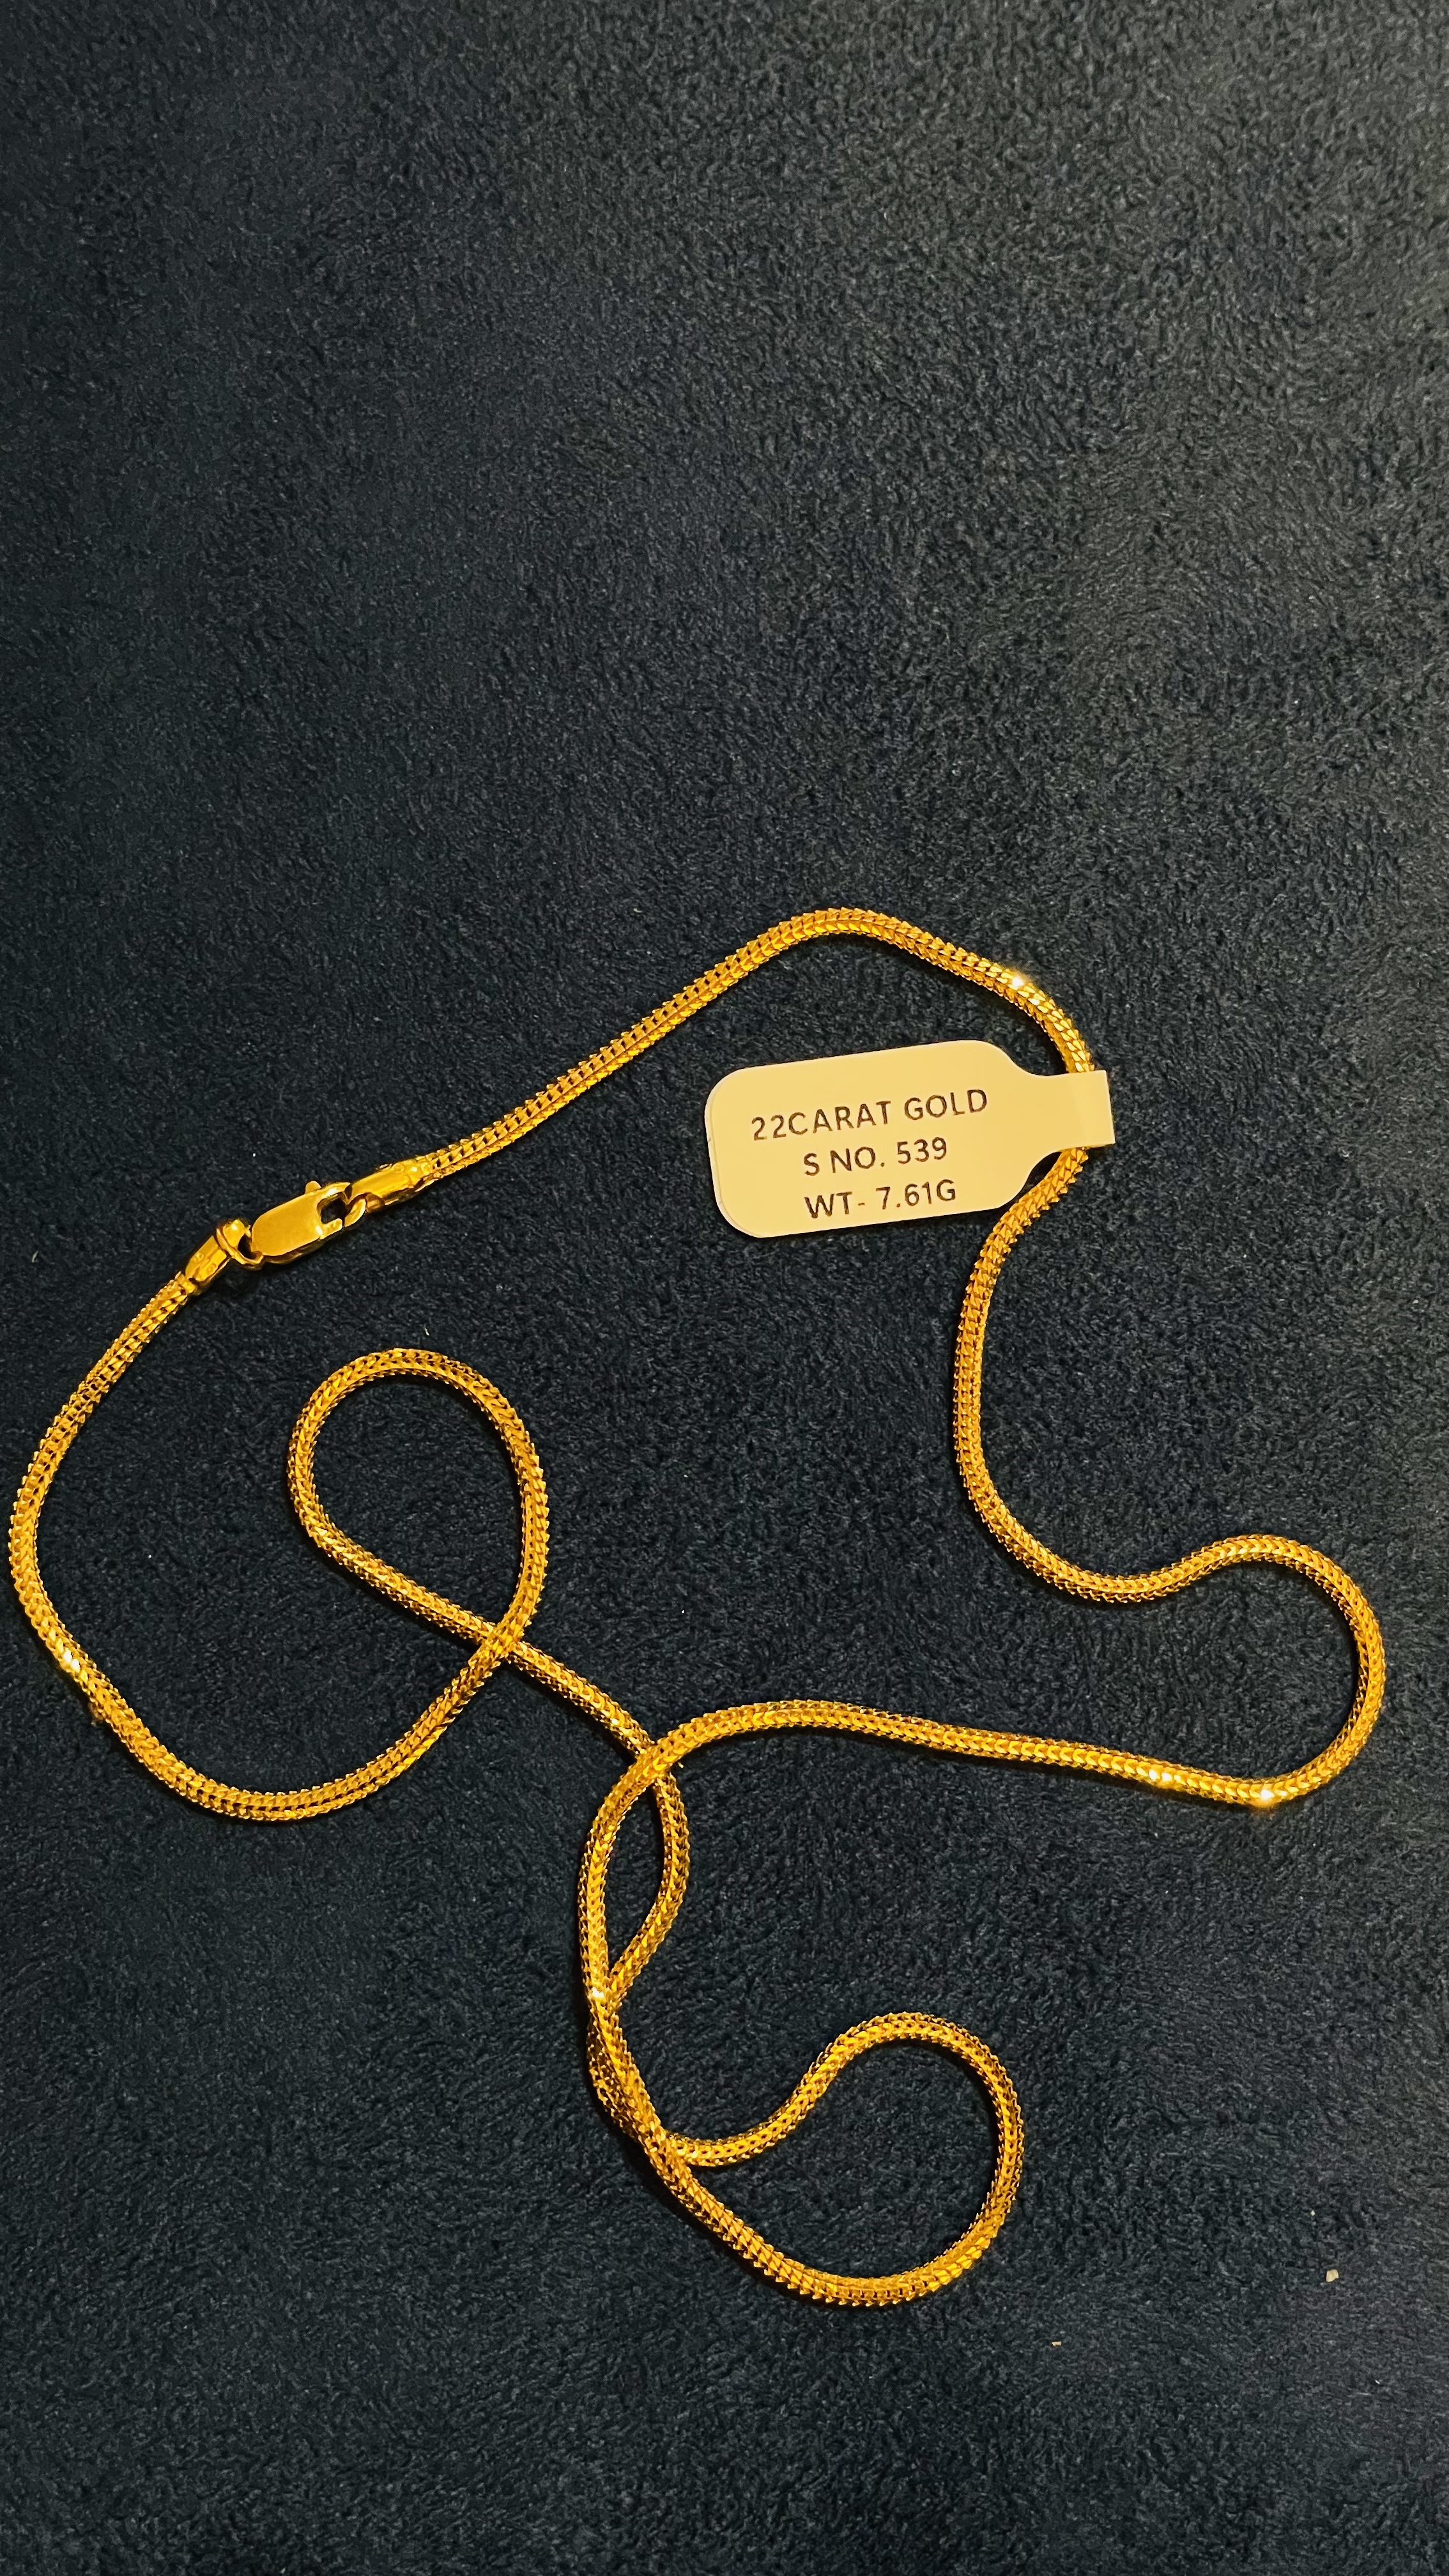 22CARAT GOLD
S NO. 539
WT- 7.61G